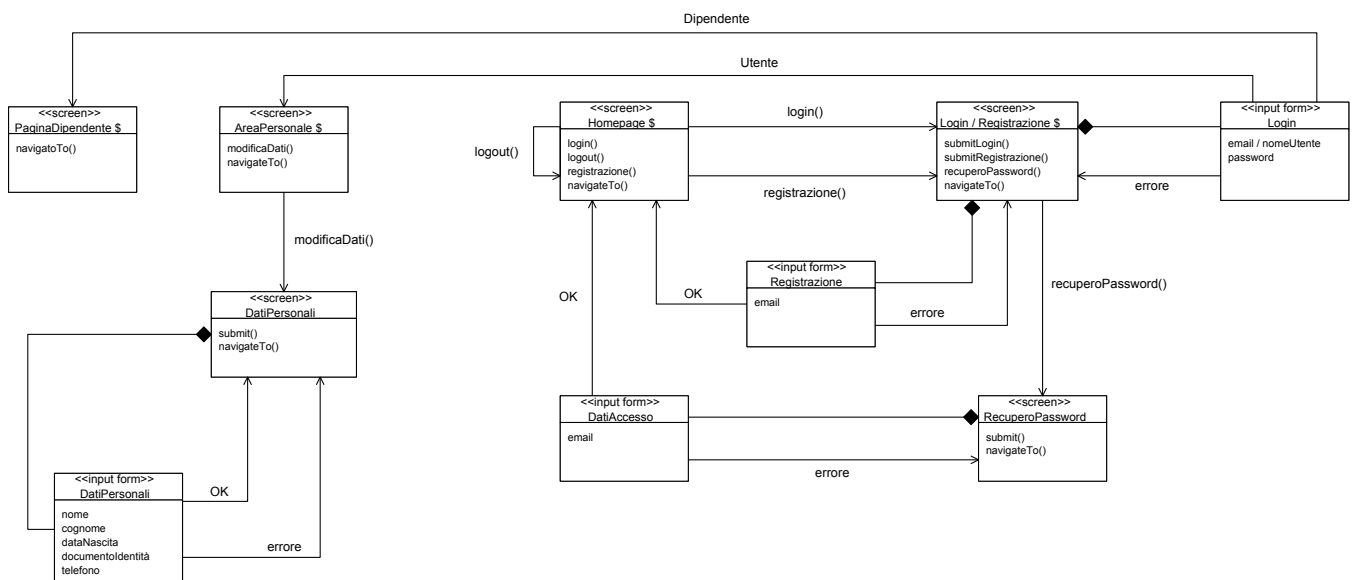 Dipendente
Utente
<<screen>>
PaginaDipendente $
navigatoTo()
<<screen>>
AreaPersonale $
modificaDati()
navigateTo()
<<screen>>
Homepage $
login()
logout()
registrazione()
navigateTo()
logout()
login()
registrazione()
<<screen>>
Login / Registrazione $
submitLogin()
submitRegistrazione()
recuperoPassword()
navigateTo()
<<input form>>
Login
email / nomeUtente
password
errore
modificaDati()
<<screen>>
DatiPersonali
submit()
navigateTo()
OK
OK
<<input form>>
Registrazione
email
errore
recuperoPassword()
<<input form>>
DatiAccesso
email
errore
<<screen>>
RecuperoPassword
submit()
navigateTo()
<<input form>>
DatiPersonali
nome
cognome
dataNascita
documentoIdentità
telefono
OK
errore